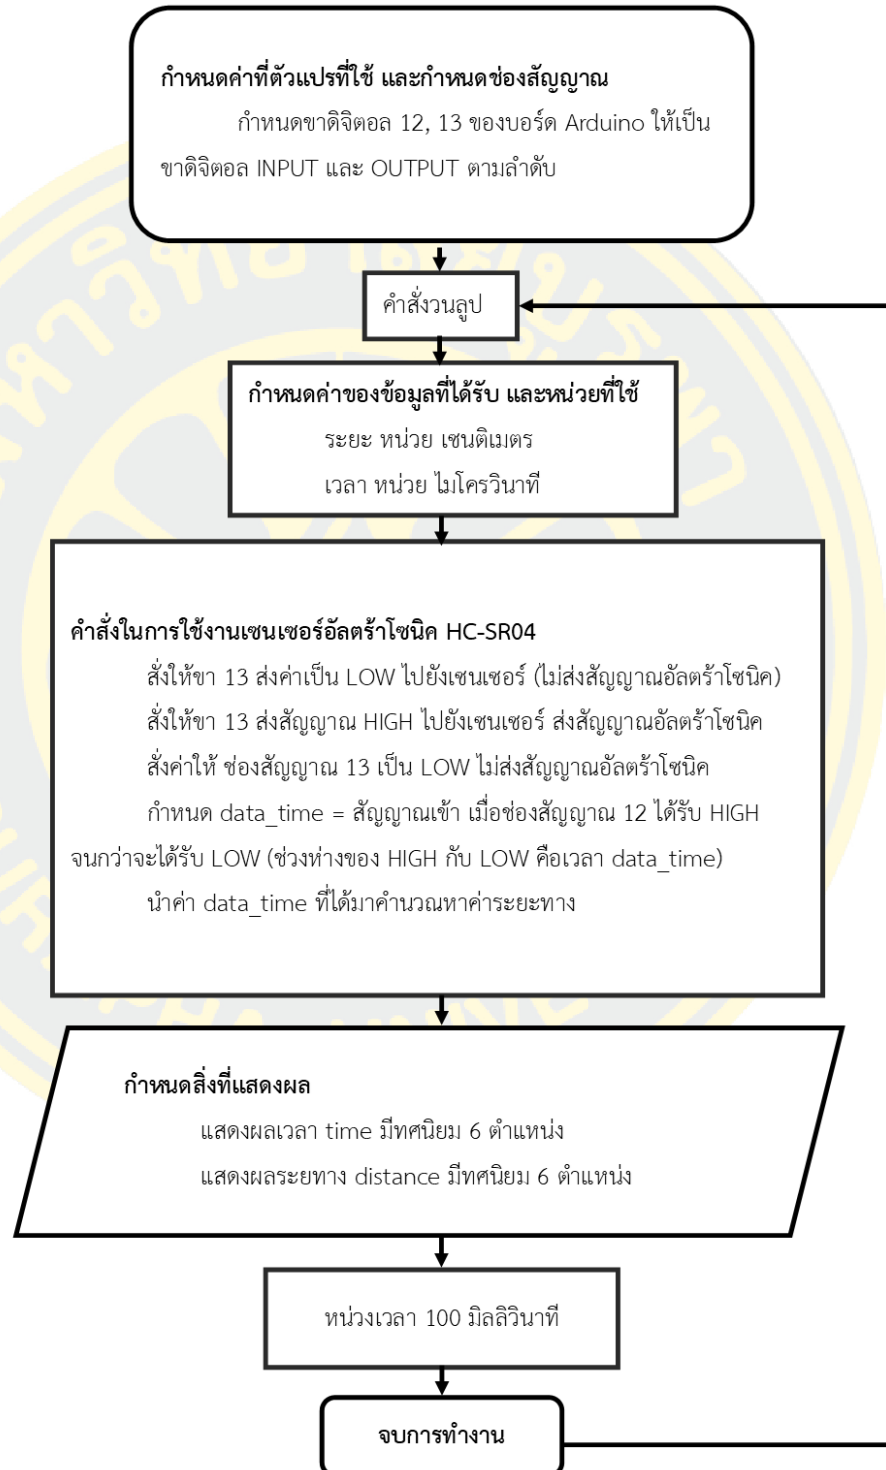 กำหนดค่าที่ตัวแปรที่ใช้ และกำหนดช่องสัญญาณ
กำหนดขาดิจิตอล 12, 13 ของบอร์ด Arduino ให้เป็น
ขาดิจิตอล INPUT และ OUTPUT ตามลำดับ
คำสั่งวนลูป
กำหนดค่าของข้อมูลที่ได้รับ และหน่วยที่ใช้
ระยะ หน่วย เซนติเมตร
เวลา หน่วย ไมโครวินาที
คำสั่งในการใช้งานเซนเซอร์อัลตร้าโซนิค HC-SR04
สั่งให้ขา 13 ส่งค่าเป็น LOW ไปยังเซนเซอร์ (ไม่ส่งสัญญาณอัลตร้าโซนิค)
สั่งให้ขา 13 ส่งสัญญาณ HIGH ไปยังเซนเซอร์ ส่งสัญญาณอัลตร้าโซนิค
สั่งค่าให้ ช่องสัญญาณ 13 เป็น LOW ไม่ส่งสัญญาณอัลตร้าโซนิค
กำหนด data_time = สัญญาณเข้า เมื่อช่องสัญญาณ 12 ได้รับ HIGH
จนกว่าจะได้รับ LOW (ช่วงห่างของ HIGH กับ LOW คือเวลา data_time)
นำค่า data_time ที่ได้มาคำนวณหาค่าระยะทาง
กำหนดสิ่งที่แสดงผล
แสดงผลเวลา time มีทศนิยม 6 ตำแหน่ง
แสดงผลระยทาง distance มีทศนิยม 6 ตำแหน่ง
หน่วงเวลา 100 มิลลิวินาที
จบการทำงาน